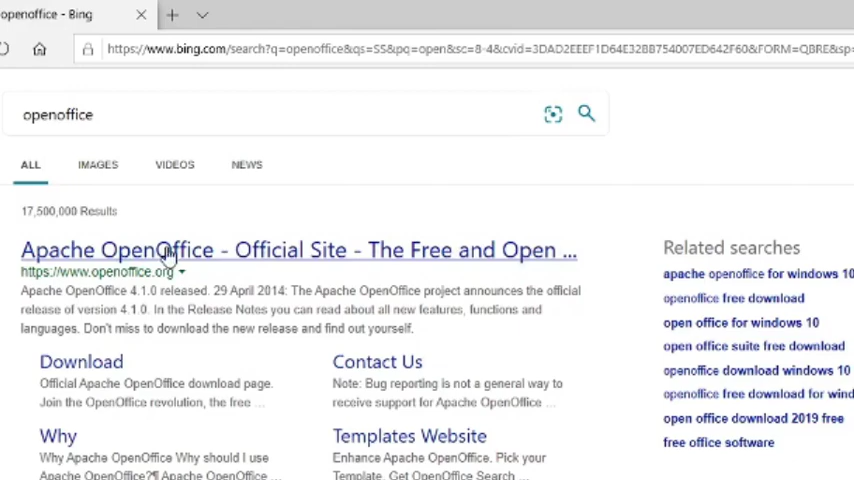 openoffice - Bing
https://www.bing.com/search?q=openoffice&qs=SS&pq=open&sc=8-4&cvid=3DAD2EEEF1D64E32BB754007ED642F60&FORM=QBRE&sp=
openoffice
ALL IMAGES VIDEOS NEWS
17,500,000 Results
Apache OpenOffice - Official Site - The Free and Open ...
https://www.openoffice.org
Apache OpenOffice 4.1.0 released. 29 April 2014: The Apache OpenOffice project announces the official
release of version 4.1.0. In the Release Notes you can read about all new features, functions and
languages. Don't miss to download the new release and find out yourself.
Download
Official Apache OpenOffice download page.
Join the OpenOffice revolution, the free ...
Contact Us
Note: Bug reporting is not a general way to
receive support for Apache OpenOffice ...
Why
Why Apache OpenOffice Why should I use
Apache OpenOffice?¶ Apache OpenOffice ...
Templates Website
Enhance Apache OpenOffice. Pick your
Template. Get OpenOffice Search ...
Related searches
apache openoffice for windows 10
openoffice free download
open office for windows 10
open office suite free download
openoffice download windows 10
openoffice free download for wind
open office download 2019 free
free office software